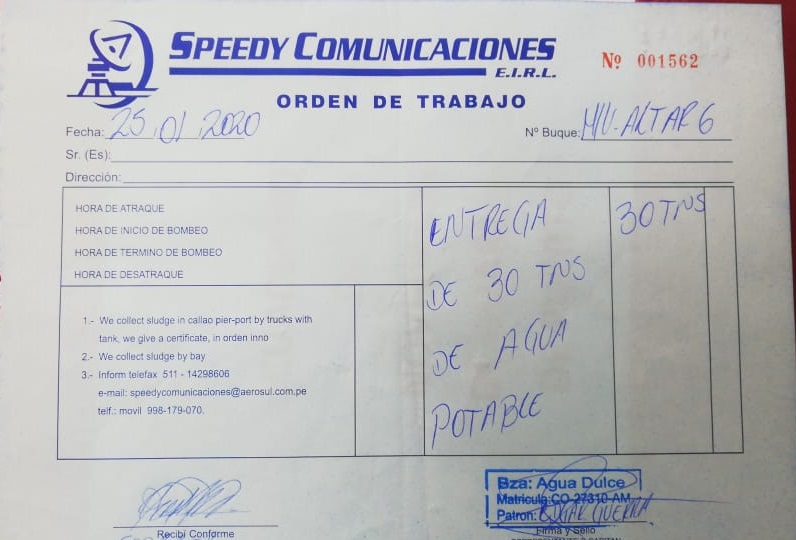 SPEEDY COMUNICACIONES
E.I.R.L.
Nº 001562
ORDEN DE TRABAJO
Fecha: 25/01/2020
Nº Buque: M/V-ALTAR 6
Sr. (Es):
Dirección:
HORA DE ATRAQUE
HORA DE INICIO DE BOMBEO
HORA DE TERMINO DE BOMBEO
HORA DE DESATRAQUE
ENTREGA
DE 30 TNS
DE AGUA
POTABLE
30 TNS
1.- We collect sludge in callao pier-port by trucks with
tank, we give a certificate, in orden inno
2.- We collect sludge by bay
3.- Inform telefax 511 - 14298606
e-mail: speedycomunicaciones@aerosul.com.pe
telf.: movil 998-179-070.
Recibí Conforme
Bza: Agua Dulce
Matricula:CO-27310-AM
Patron: EDGAR GUERRA
Firma y Sello